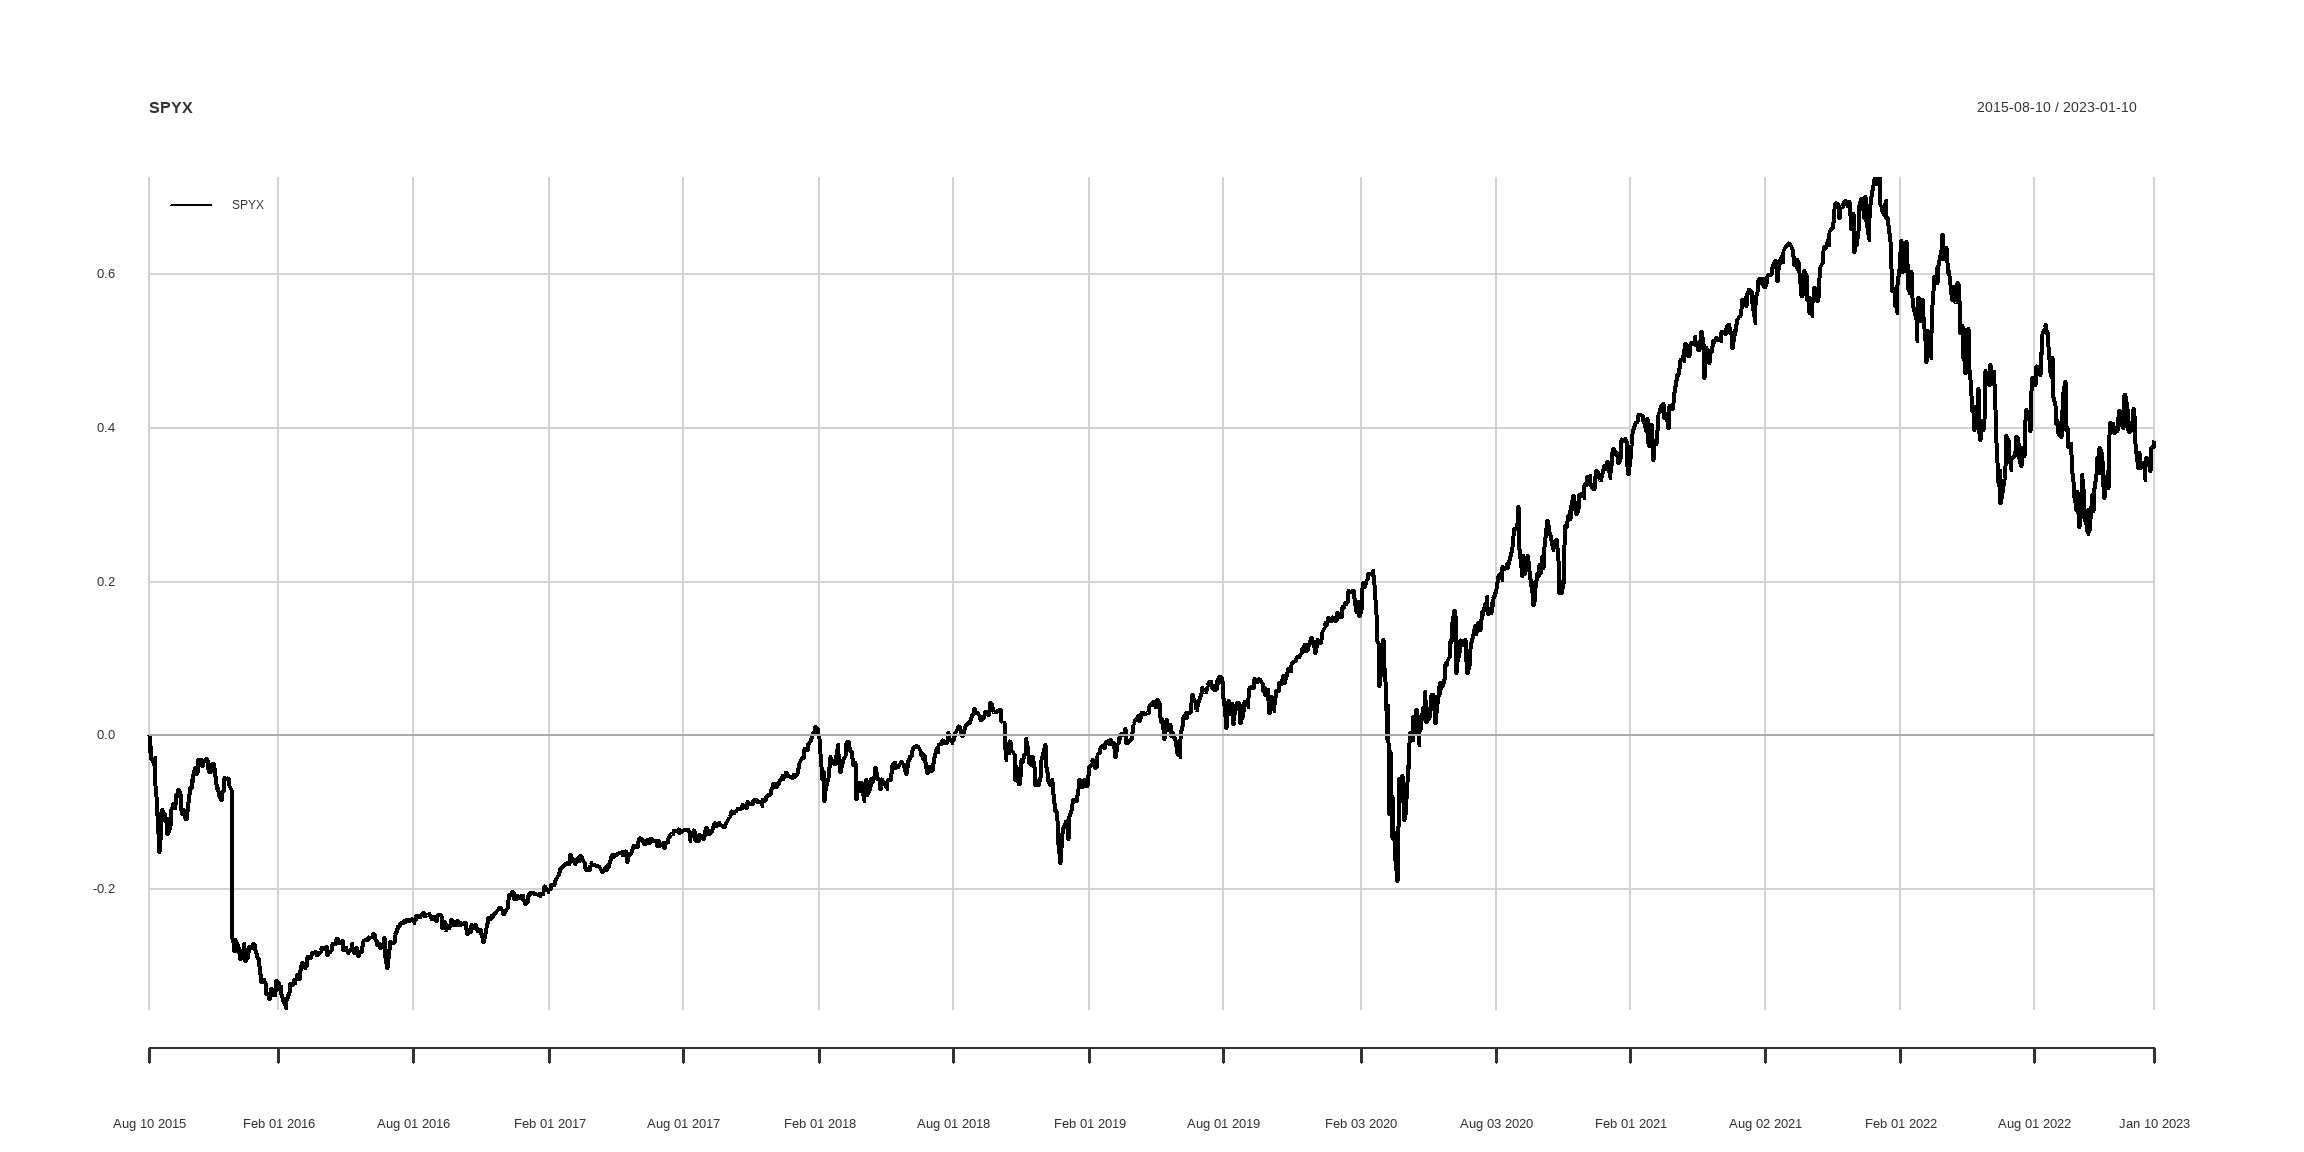 SPYX
2015-08-10 / 2023-01-10
SPYX
0.6
0.4
0.2
0.0
-0.2
Aug 10 2015
Feb 01 2016
Aug 01 2016
Feb 01 2017
Aug 01 2017
Feb 01 2018
Aug 01 2018
Feb 01 2019
Aug 01 2019
Feb 03 2020
Aug 03 2020
Feb 01 2021
Aug 02 2021
Feb 01 2022
Aug 01 2022
Jan 10 2023